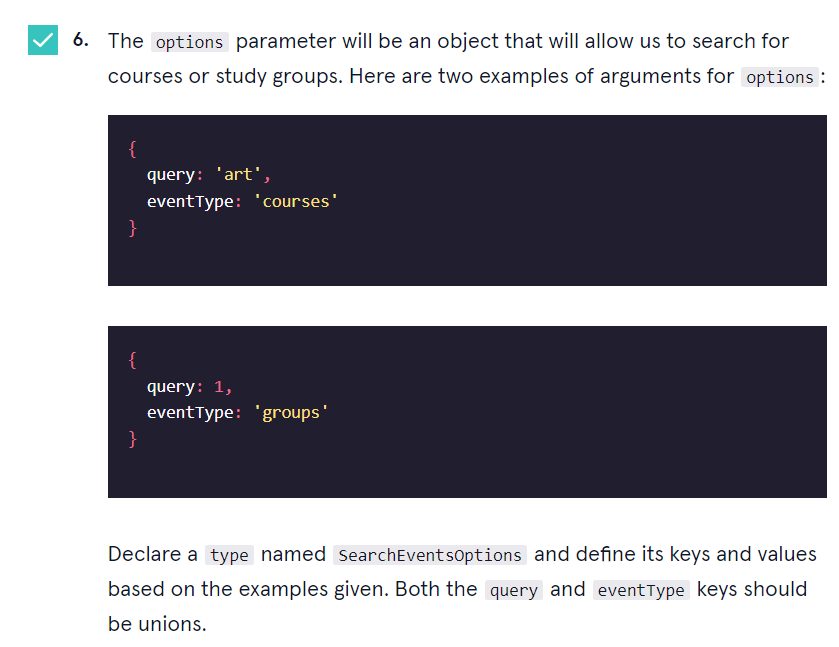 6. The options parameter will be an object that will allow us to search for
courses or study groups. Here are two examples of arguments for options:
{
query: 'art',
eventType: 'courses'
}
{
query: 1,
eventType: 'groups'
}
Declare a type named SearchEventsOptions and define its keys and values
based on the examples given. Both the query and eventType keys should
be unions.